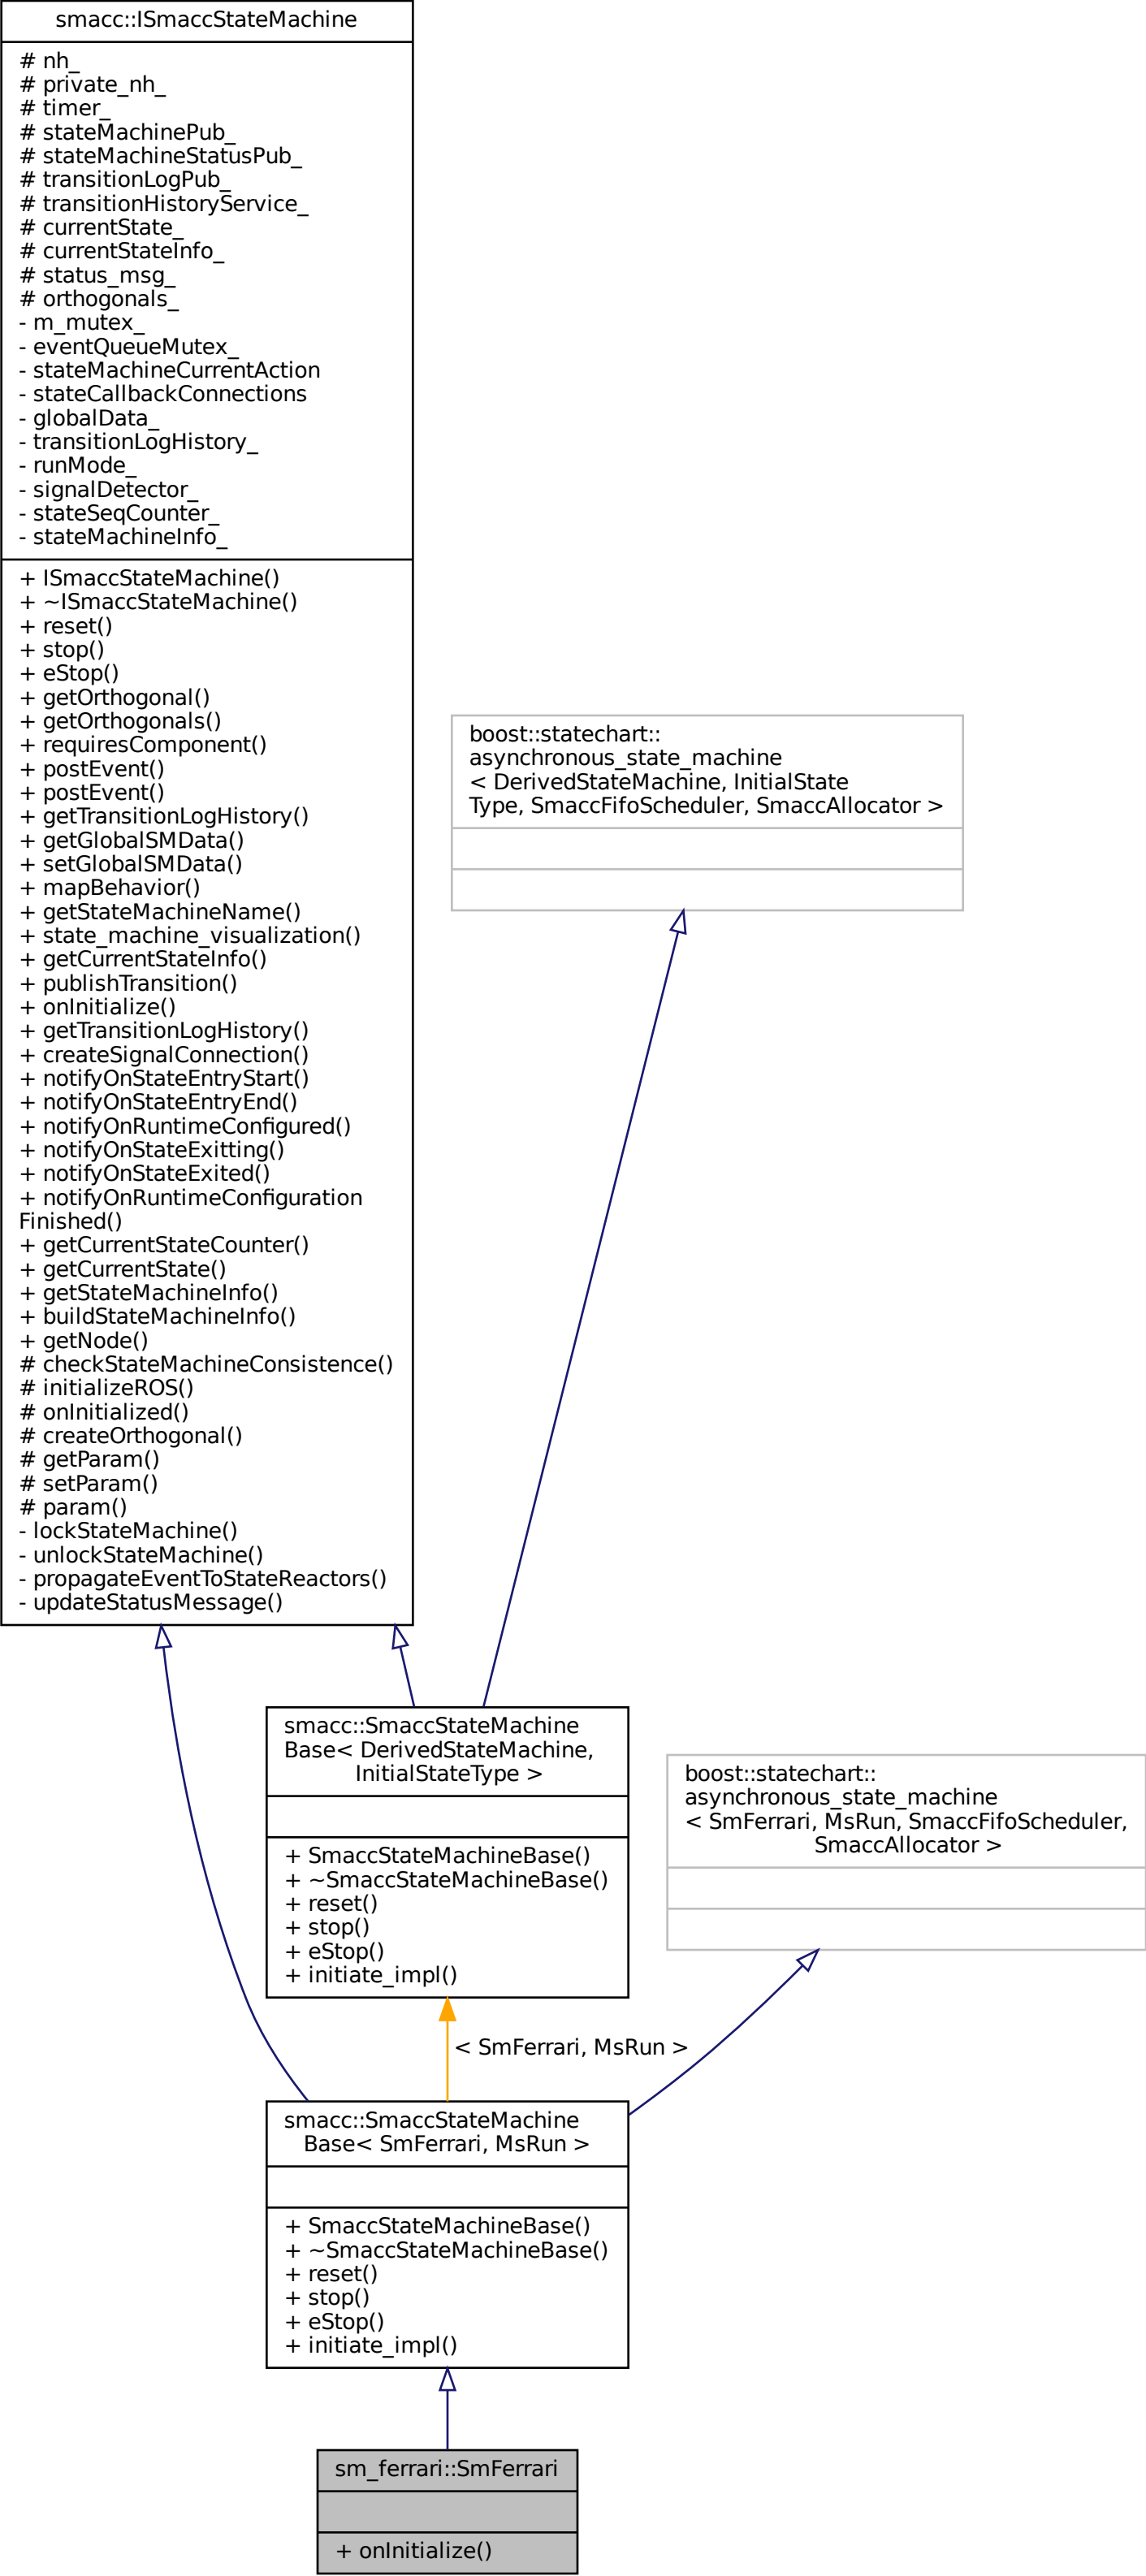 smacc::ISmaccStateMachine
# nh_
# private_nh_
# timer_
# stateMachinePub_
# stateMachineStatusPub_
# transitionLogPub_
# transitionHistoryService_
# currentState_
# currentStateInfo_
# status_msg_
# orthogonals_
- m_mutex_
- eventQueueMutex_
- stateMachineCurrentAction
- stateCallbackConnections
- globalData_
- transitionLogHistory_
- runMode_
- signalDetector_
- stateSeqCounter_
- stateMachineInfo_
+ ISmaccStateMachine()
+ ~ISmaccStateMachine()
+ reset()
+ stop()
+ eStop()
+ getOrthogonal()
+ getOrthogonals()
+ requiresComponent()
+ postEvent()
+ postEvent()
+ getTransitionLogHistory()
+ getGlobalSMData()
+ setGlobalSMData()
+ mapBehavior()
+ getStateMachineName()
+ state_machine_visualization()
+ getCurrentStateInfo()
+ publishTransition()
+ onInitialize()
+ getTransitionLogHistory()
+ createSignalConnection()
+ notifyOnStateEntryStart()
+ notifyOnStateEntryEnd()
+ notifyOnRuntimeConfigured()
+ notifyOnStateExitting()
+ notifyOnStateExited()
+ notifyOnRuntimeConfiguration
Finished()
+ getCurrentStateCounter()
+ getCurrentState()
+ getStateMachineInfo()
+ buildStateMachineInfo()
+ getNode()
# checkStateMachineConsistence()
# initializeROS()
# onInitialized()
# createOrthogonal()
# getParam()
# setParam()
# param()
- lockStateMachine()
- unlockStateMachine()
- propagateEventToStateReactors()
- updateStatusMessage()
boost::statechart::
asynchronous_state_machine
< DerivedStateMachine, InitialState
Type, SmaccFifoScheduler, SmaccAllocator >
smacc::SmaccStateMachine
Base< DerivedStateMachine,
InitialStateType >
+ SmaccStateMachineBase()
+ ~SmaccStateMachineBase()
+ reset()
+ stop()
+ eStop()
+ initiate_impl()
boost::statechart::
asynchronous_state_machine
< SmFerrari, MsRun, SmaccFifoScheduler,
SmaccAllocator >
< SmFerrari, MsRun >
smacc::SmaccStateMachine
Base< SmFerrari, MsRun >
+ SmaccStateMachineBase()
+ ~SmaccStateMachineBase()
+ reset()
+ stop()
+ eStop()
+ initiate_impl()
sm_ferrari::SmFerrari
+ onInitialize()